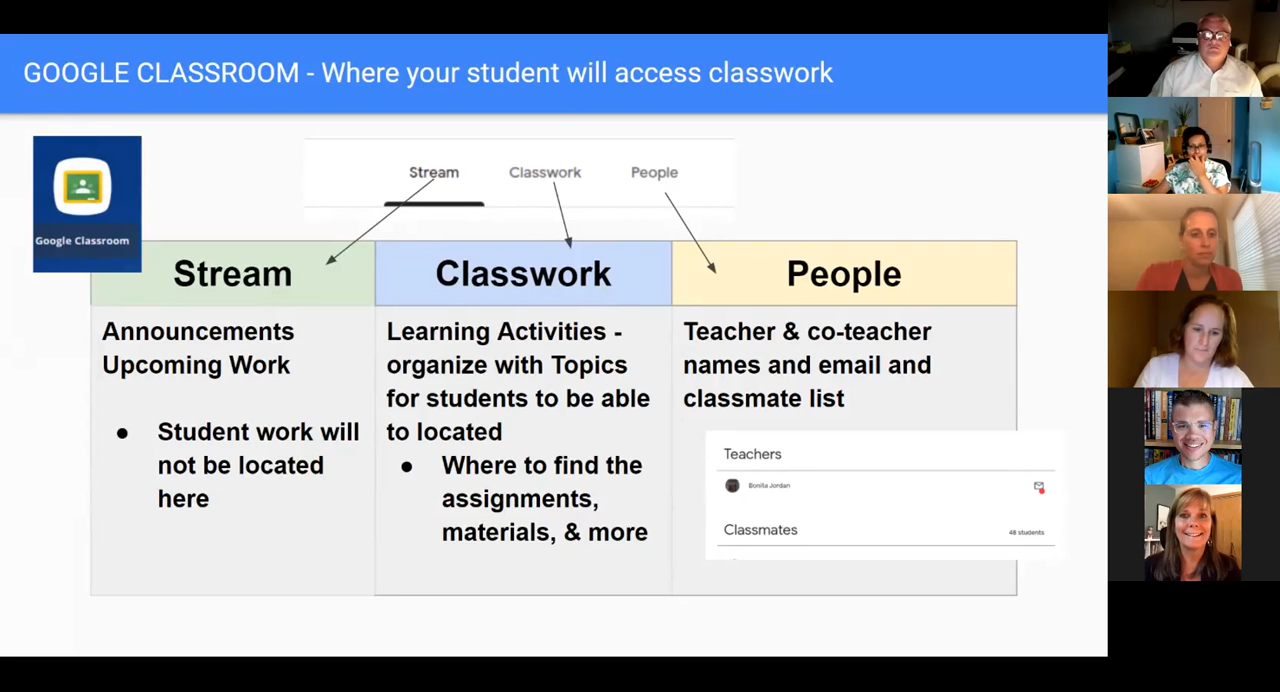 GOOGLE CLASSROOM - Where your student will access classwork
Google Classroom
Stream Classwork People
Stream
Announcements
Upcoming Work
● Student work will
not be located
here
Classwork
Learning Activities -
organize with Topics
for students to be able
to located
● Where to find the
assignments,
materials, & more
People
Teacher & co-teacher
names and email and
classmate list
Teachers
Bonita Jordan
Classmates
48 students